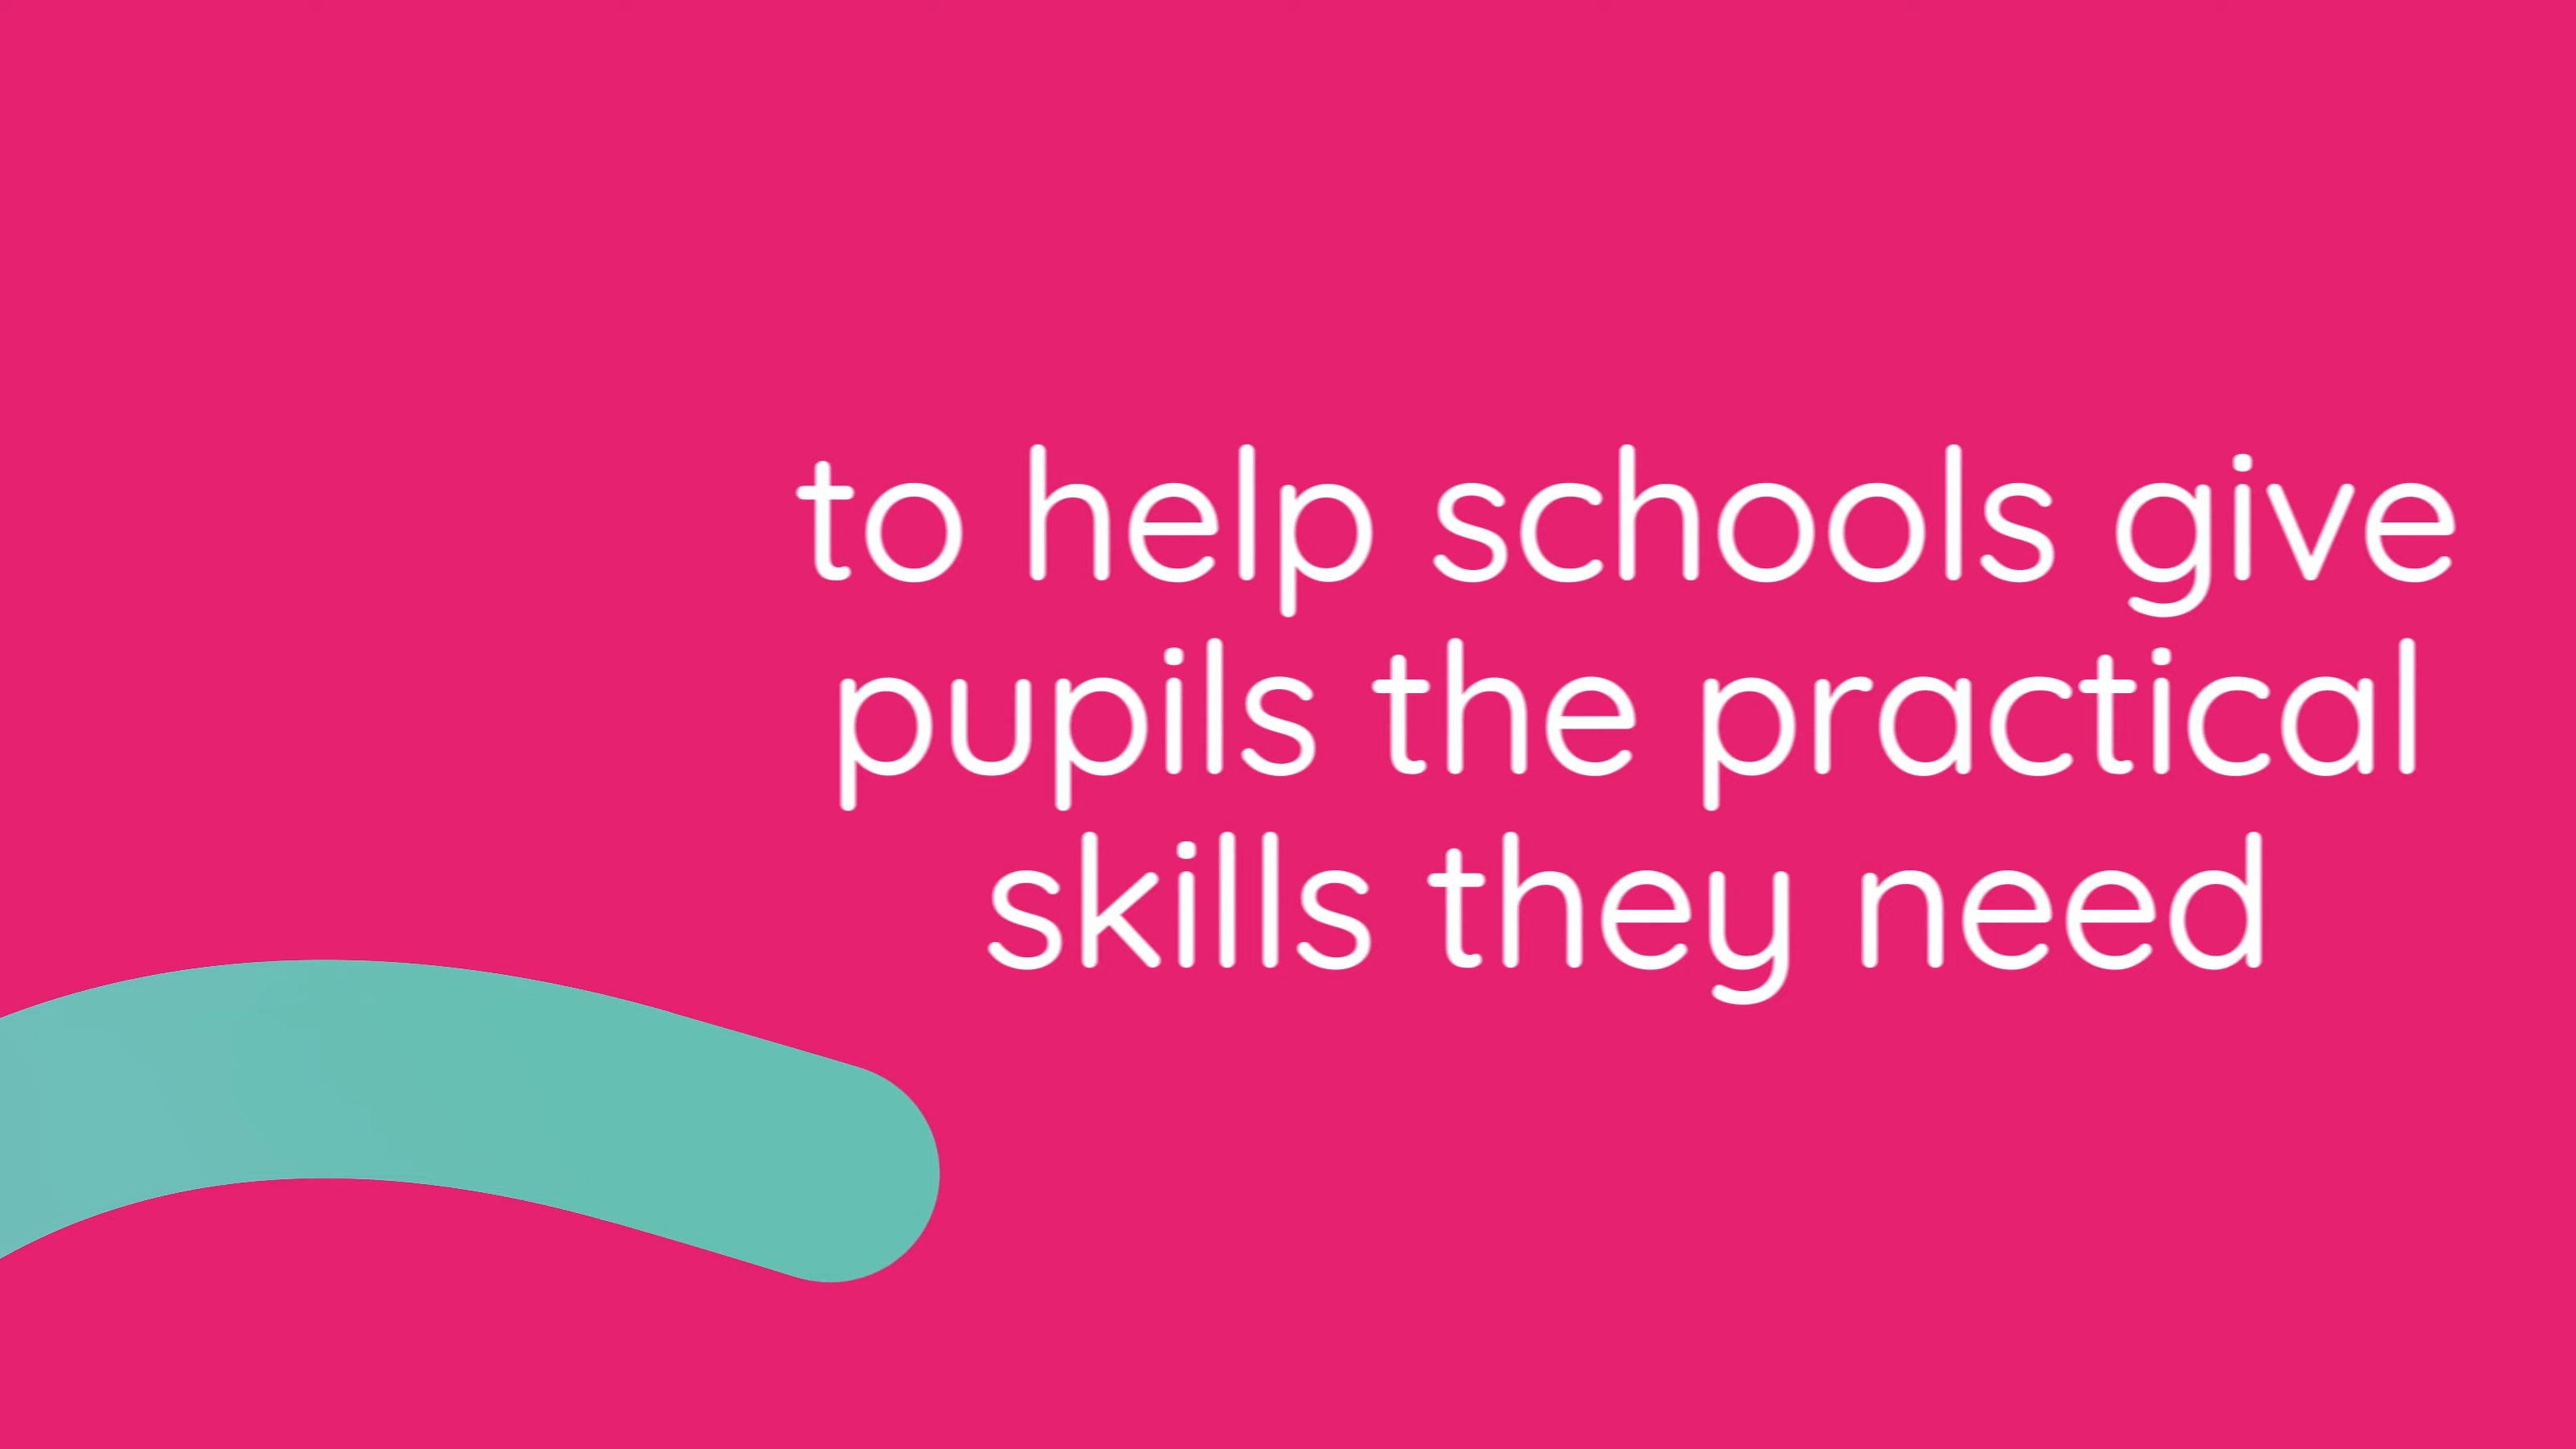 to help schools give
pupils the practical
skills they need